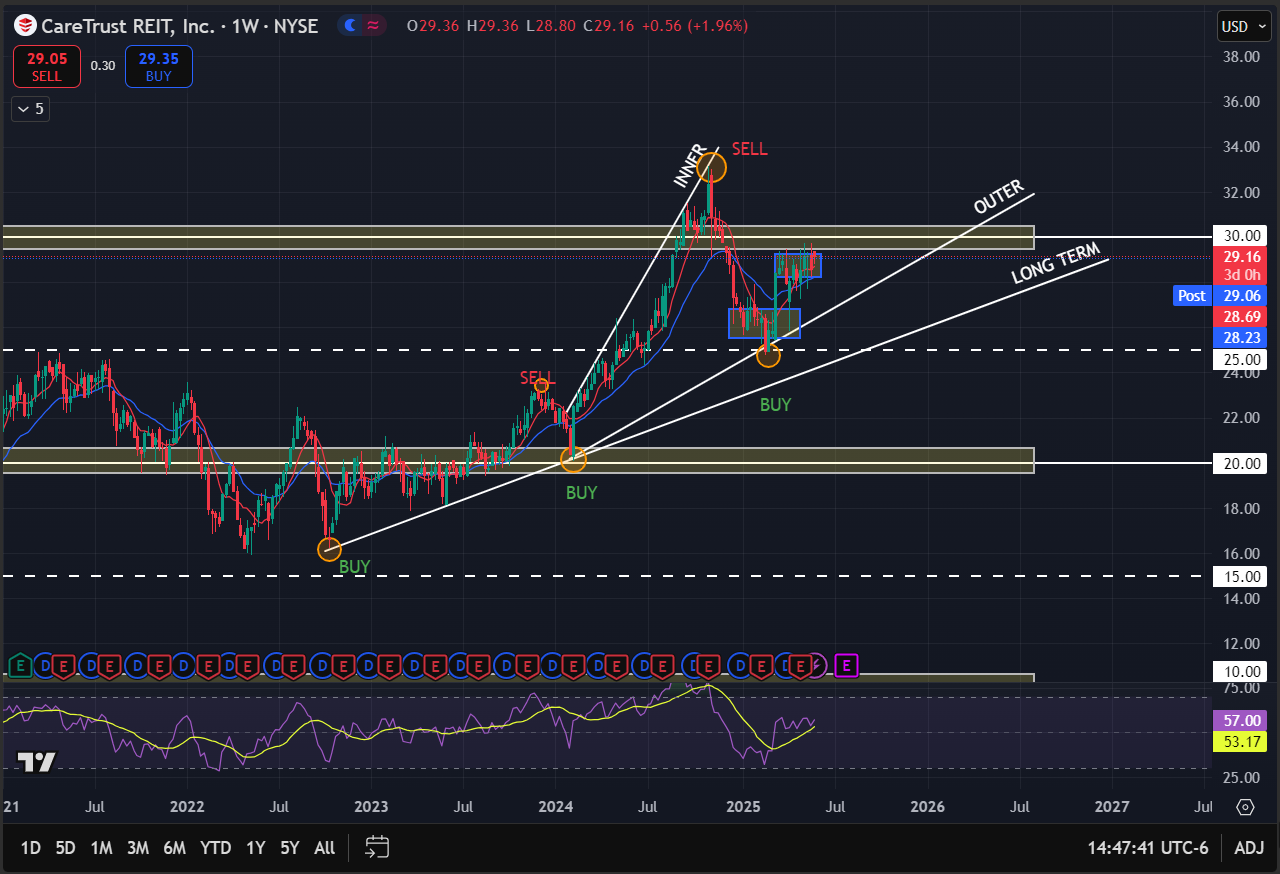 CareTrust REIT, Inc. · 1W · NYSE
O29.36 H29.36 L28.80 C29.16 +0.56 (+1.96%)
USD
29.05
SELL
0.30
29.35
BUY
5
38.00
36.00
34.00
32.00
30.00
29.16
3d 0h
Post 29.06
28.69
28.23
25.00
24.00
22.00
20.00
18.00
16.00
15.00
14.00
12.00
10.00
INNER
SELL
OUTER
LONG TERM
SELL
BUY
BUY
BUY
E D E D E D E D E D E D E D E D E D E D E D E D E D E D E D E D E D E E
75.00
57.00
53.17
25.00
21 Jul 2022 Jul 2023 Jul 2024 Jul 2025 Jul 2026 Jul 2027 Jul
1D 5D 1M 3M 6M YTD 1Y 5Y All
14:47:41 UTC-6 ADJ